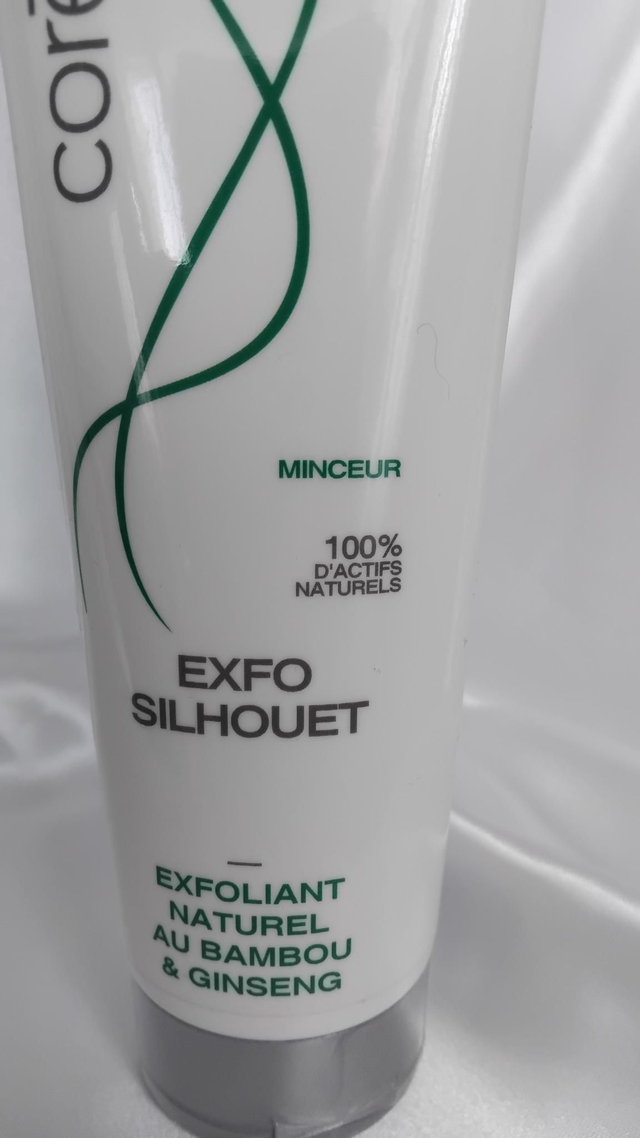 MINCEUR
100%
D'ACTIFS
NATURELS
EXFO
SILHOUET
EXFOLIANT
NATUREL
AU BAMBOU
& GINSENG